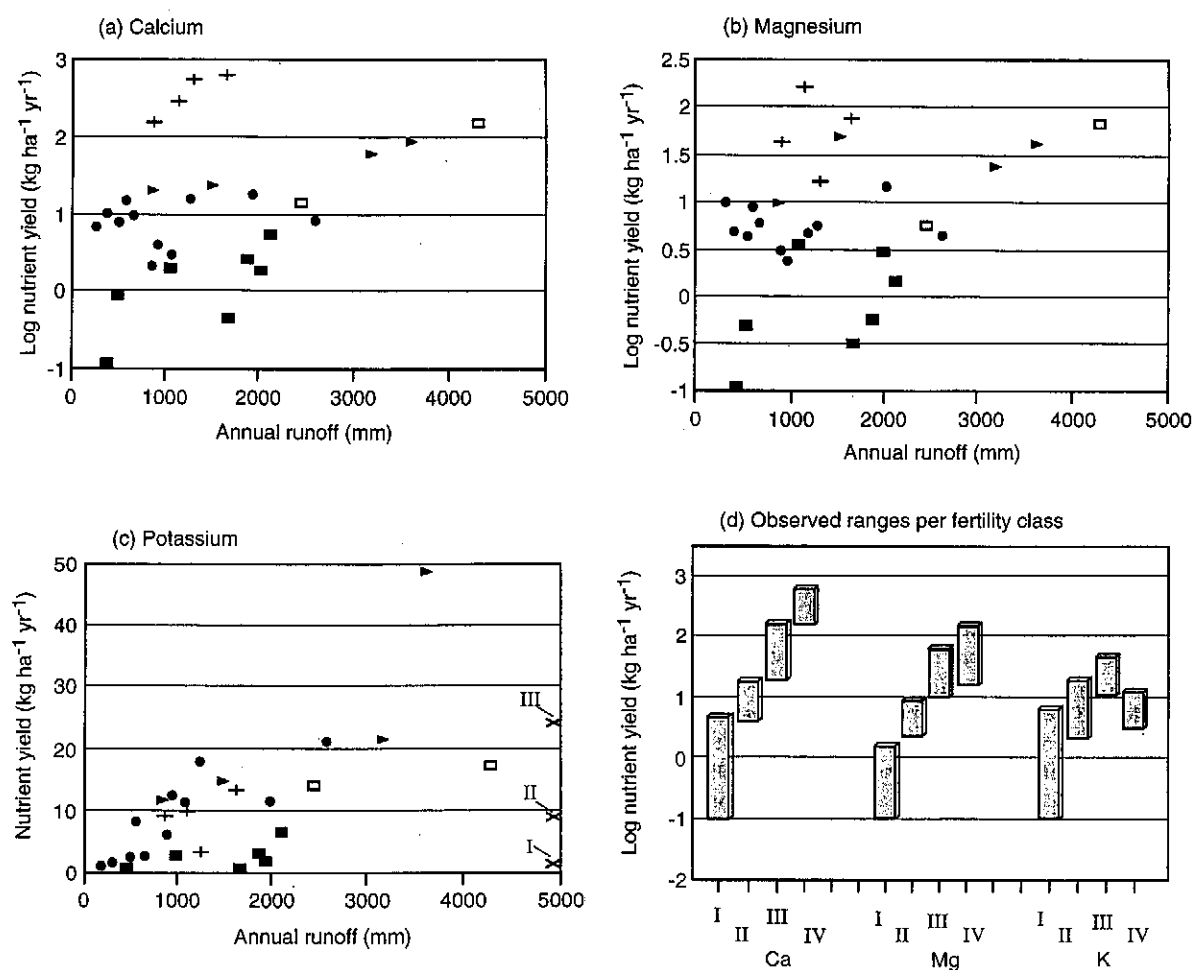 (a) Calcium
Log nutrient yield (kg ha⁻¹ yr⁻¹)
3
2
1
0
-1
0 1000 2000 3000 4000 5000
Annual runoff (mm)
(b) Magnesium
Log nutrient yield (kg ha⁻¹ yr⁻¹)
2.5
2
1.5
1
0.5
0
-0.5
-1
0 1000 2000 3000 4000 5000
Annual runoff (mm)
(c) Potassium
Nutrient yield (kg ha⁻¹ yr⁻¹)
50
40
30
20
10
0
III
II
I
0 1000 2000 3000 4000 5000
Annual runoff (mm)
(d) Observed ranges per fertility class
Log nutrient yield (kg ha⁻¹ yr⁻¹)
3
2
1
0
-1
-2
I II III IV I II III IV I II III IV
Ca Mg K